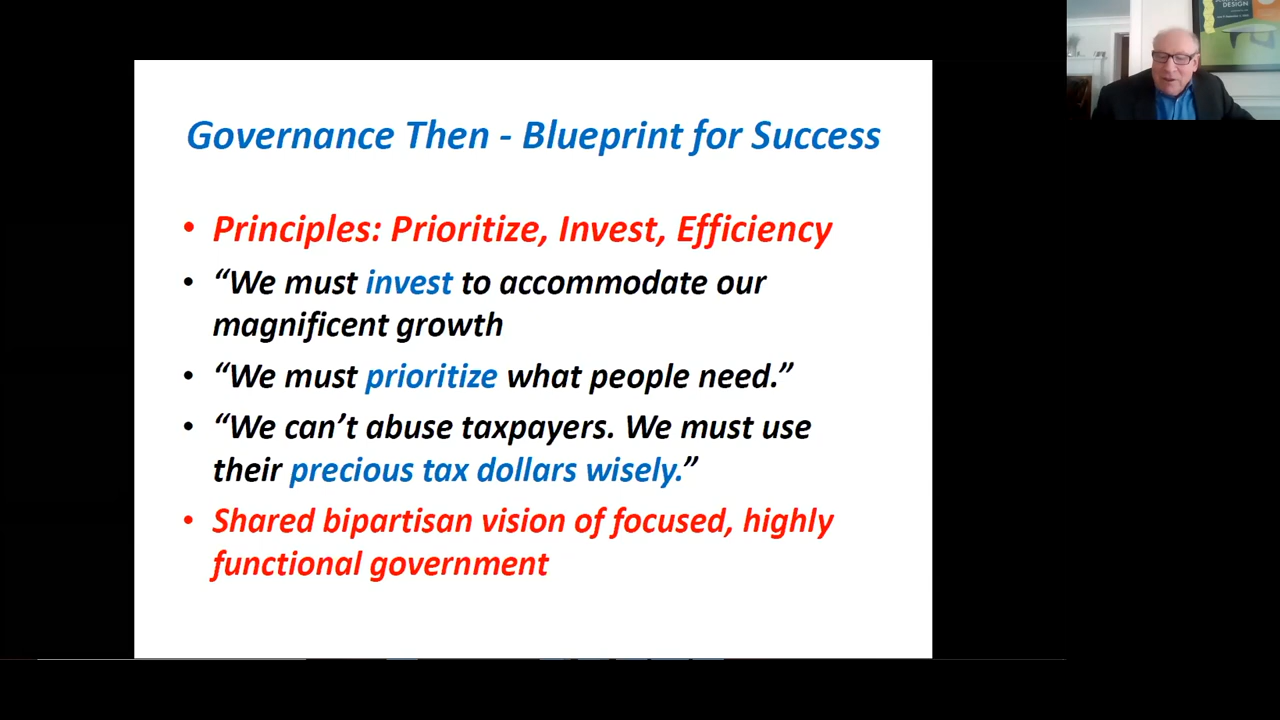 Governance Then - Blueprint for Success
• Principles: Prioritize, Invest, Efficiency
• “We must invest to accommodate our
magnificent growth
• “We must prioritize what people need.”
• “We can’t abuse taxpayers. We must use
their precious tax dollars wisely.”
• Shared bipartisan vision of focused, highly
functional government
DESIGN